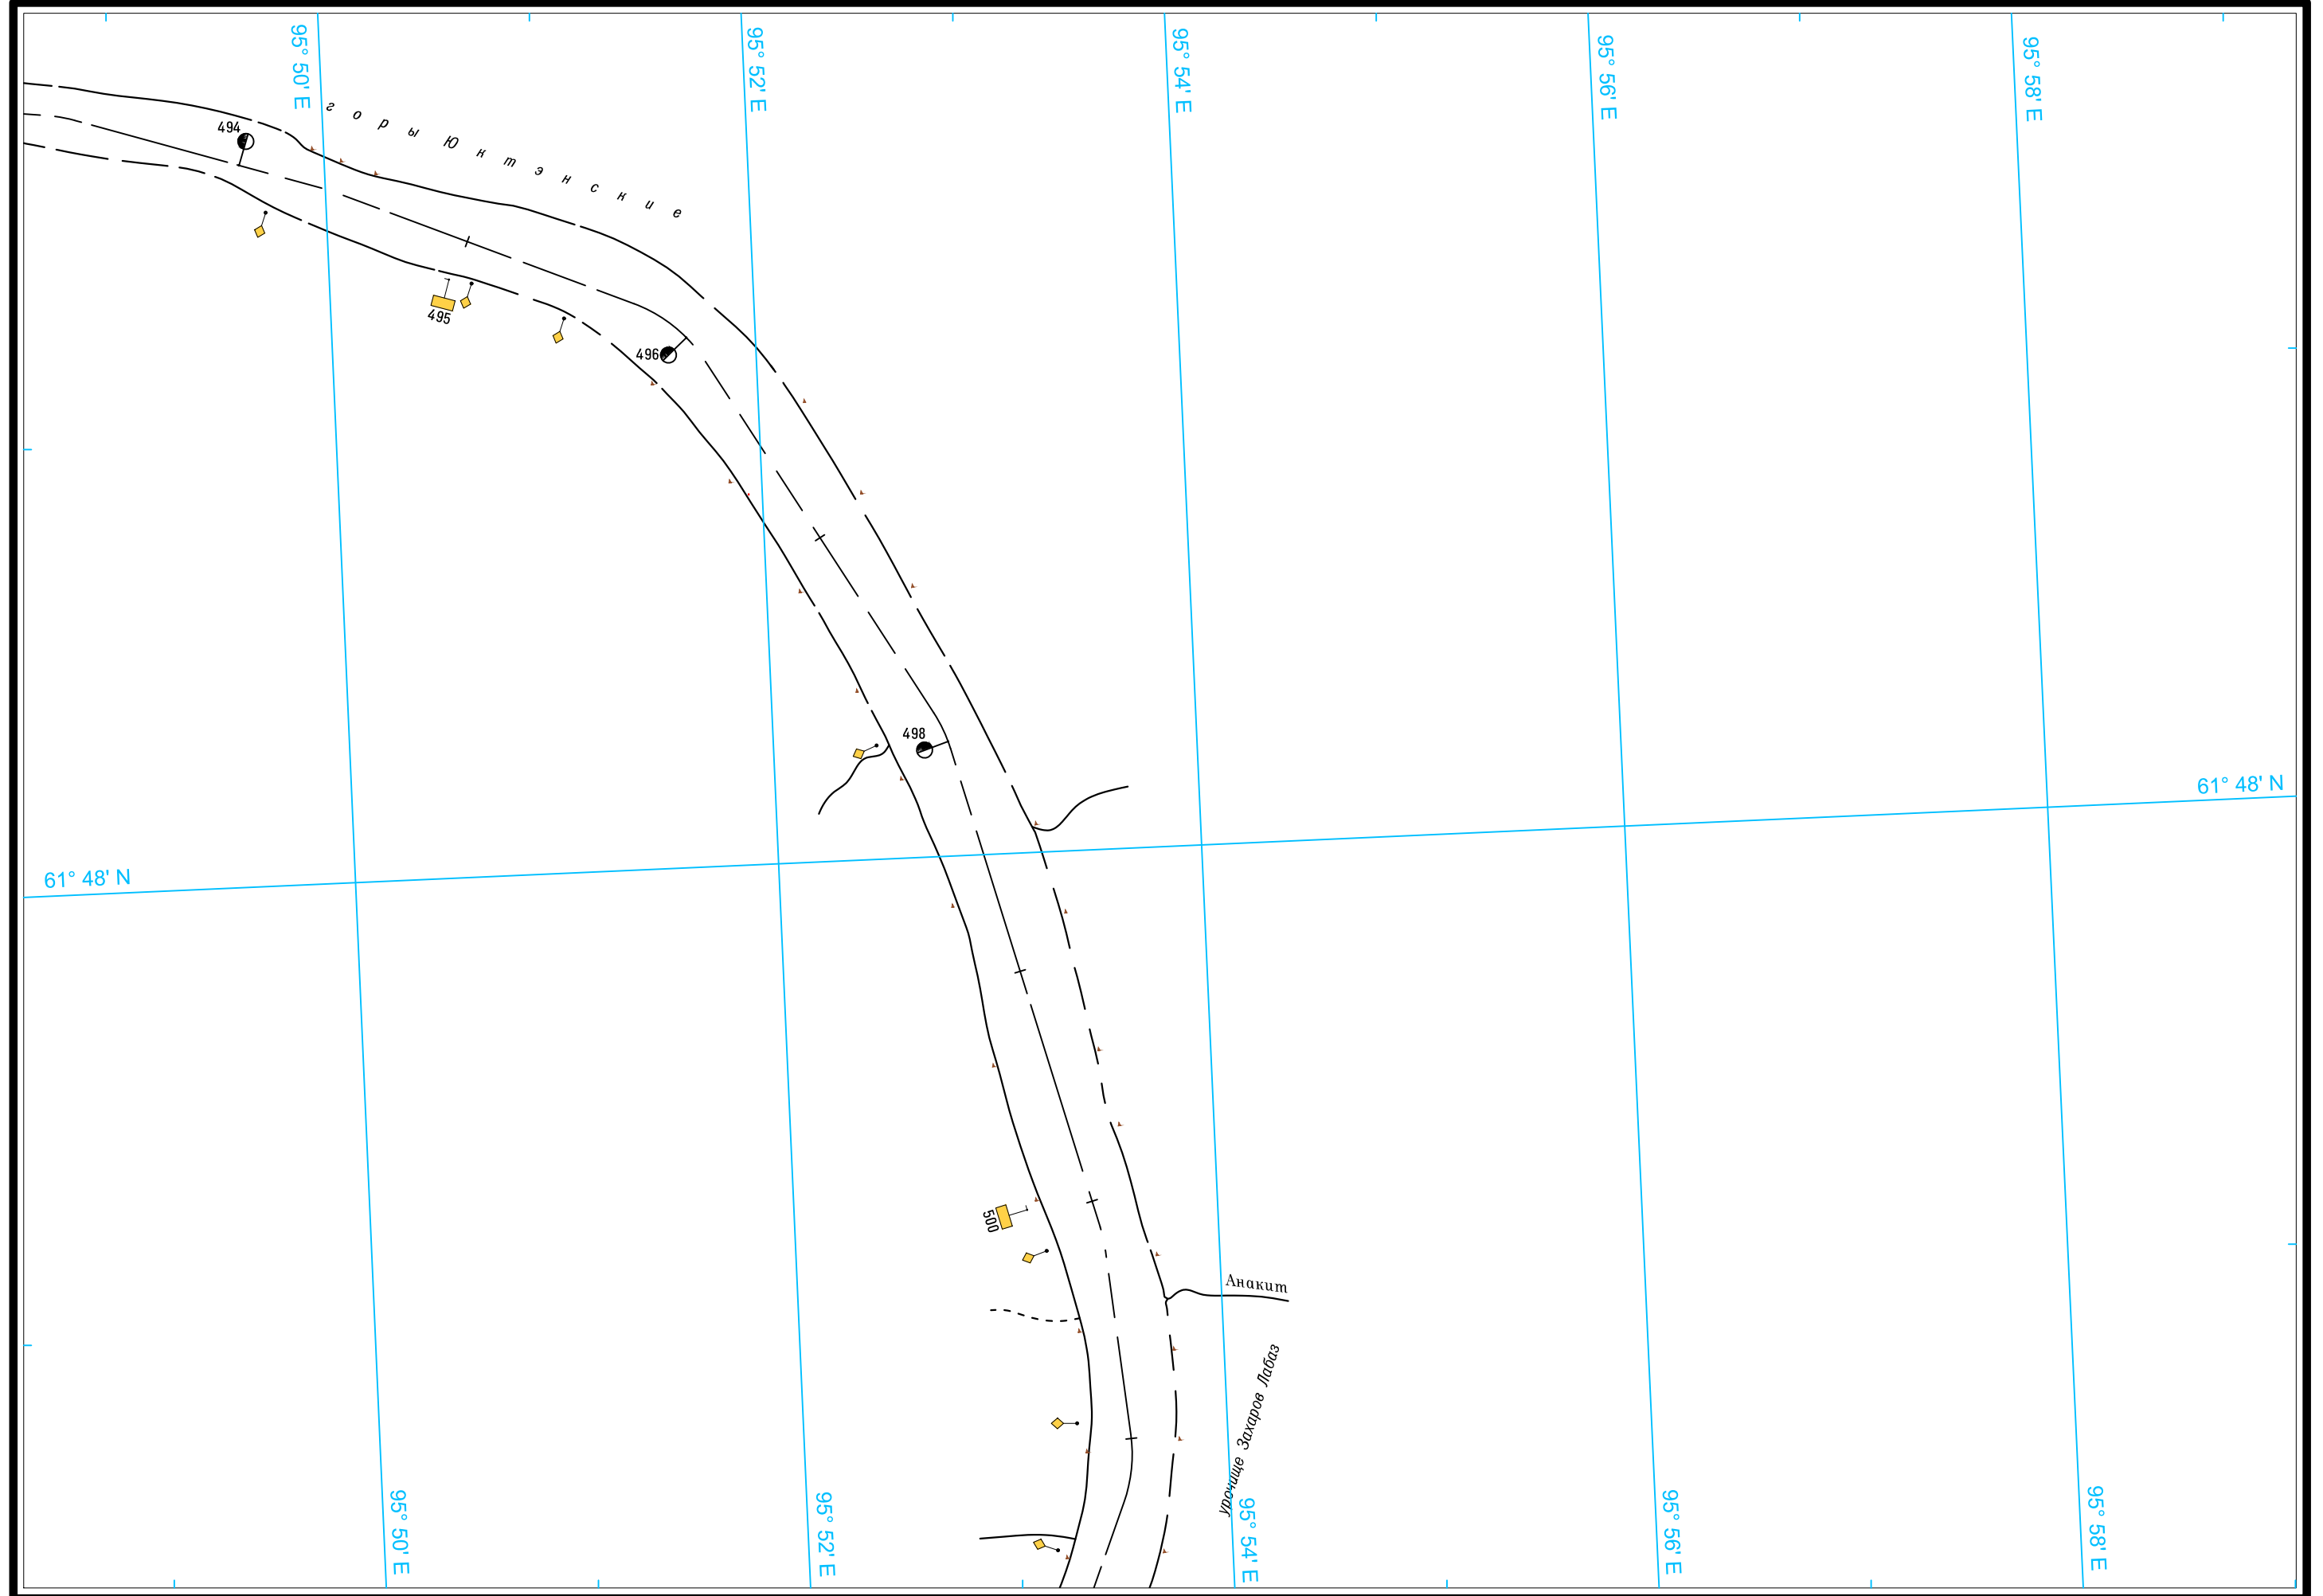 95° 50' E
95° 52' E
95° 54' E
95° 56' E
95° 58' E
494
горы Юнтэнские
495
496
498
61° 48' N
61° 48' N
500
Анакит
урочище Захаров Лабаз
95° 50' E
95° 52' E
95° 54' E
95° 56' E
95° 58' E